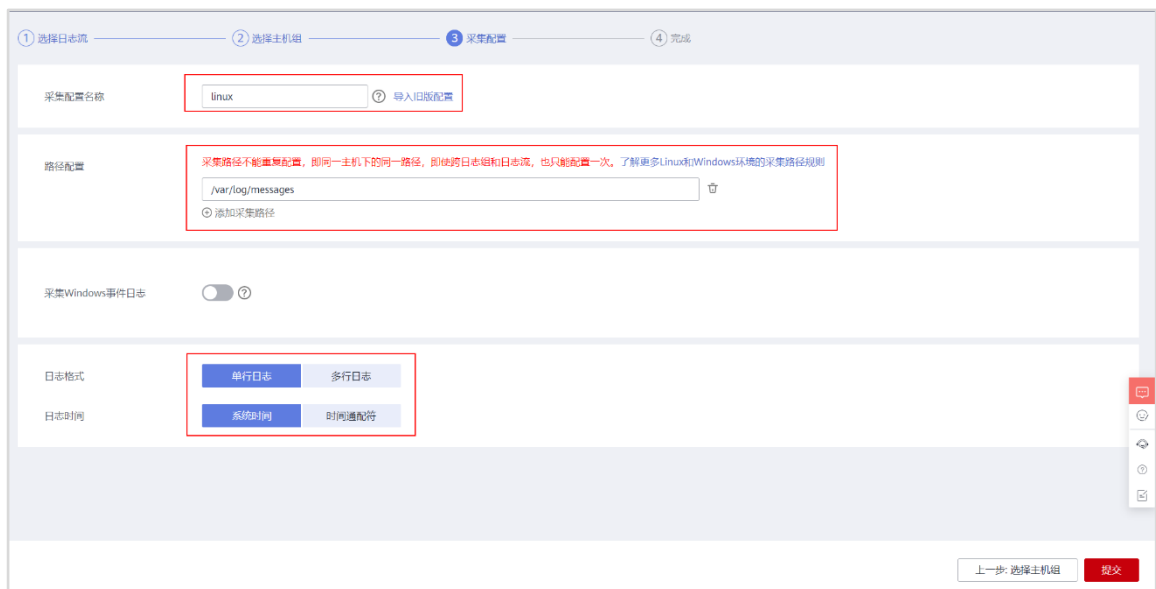 1 选择日志流 2 选择主机组 3 采集配置 4 完成
采集配置名称 linux 导入旧版配置
路径配置 采集路径不能重复配置，即同一主机下的同一路径，即使跨日志组和日志流，也只能配置一次。了解更多Linux和Windows环境的采集路径规则
/var/log/messages
添加采集路径
采集Windows事件日志
日志格式 单行日志 多行日志
日志时间 系统时间 时间通配符
上一步: 选择主机组 提交